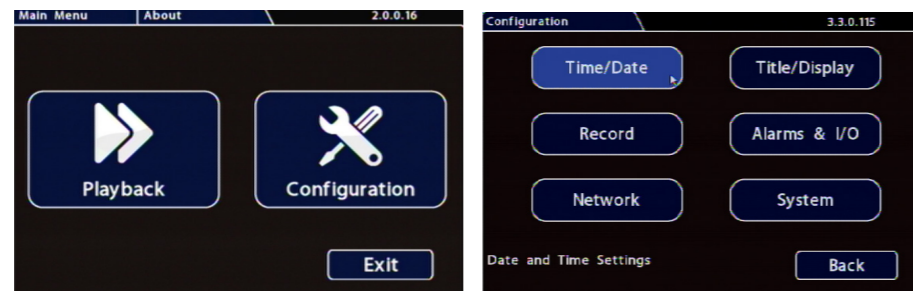 Main Menu About 2.0.0.16
Playback Configuration
Exit
Configuration 3.3.0.115
Time/Date Title/Display
Record Alarms & I/O
Network System
Date and Time Settings Back